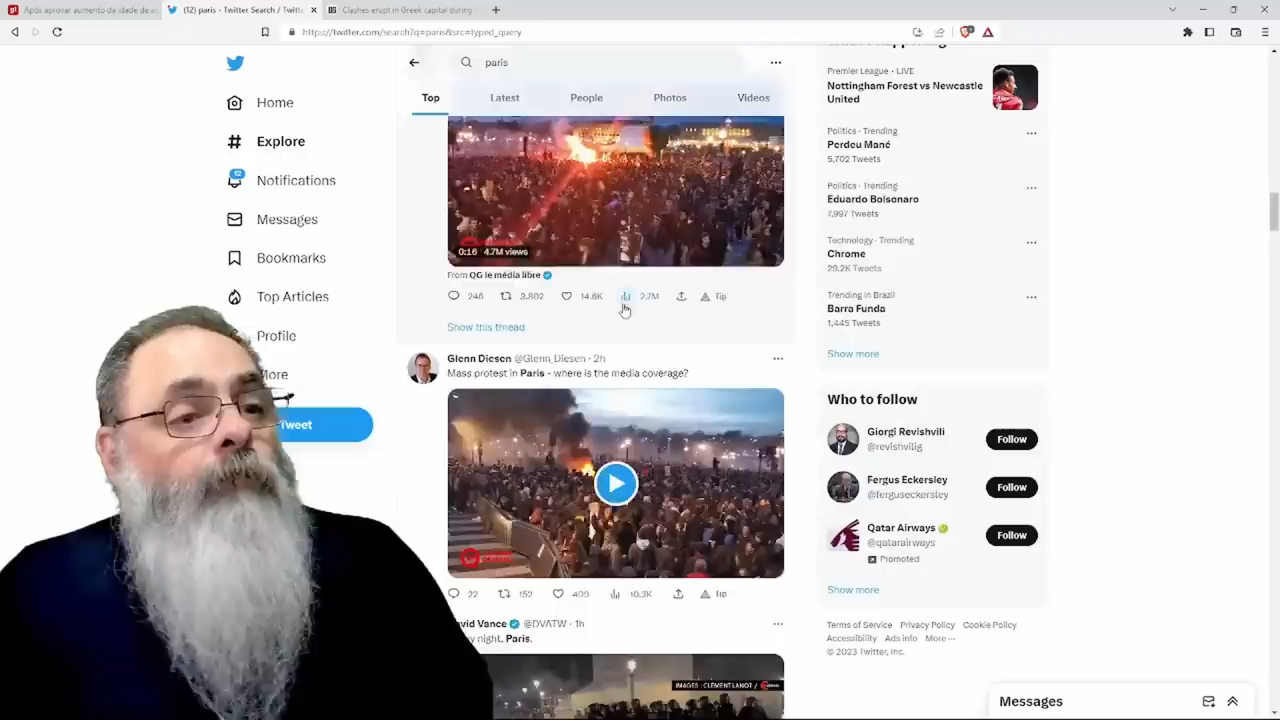 Após aprovar aumento da idade de a
(12) paris - Twitter Search / Twitte
Clashes erupt in Greek capital during
https://twitter.com/search?q=paris&src=typed_query
paris
Top
Latest
People
Photos
Videos
Home
Explore
12
Notifications
Messages
Bookmarks
Top Articles
Profile
More
Tweet
0:16 4.7M views
From QG le média libre
246 3,802 14.6K 2.7M Tip
Show this thread
Glenn Diesen @Glenn_Diesen · 2h
Mass protest in Paris - where is the media coverage?
22 152 409 10.3K Tip
vid Vance @DVATW · 1h
y night, Paris.
IMAGES : CLÉMENT LANOT /
Premier League · LIVE
Nottingham Forest vs Newcastle
United
Politics · Trending
Perdeu Mané
5,702 Tweets
Politics · Trending
Eduardo Bolsonaro
7,997 Tweets
Technology · Trending
Chrome
29.2K Tweets
Trending in Brazil
Barra Funda
1,445 Tweets
Show more
Who to follow
Giorgi Revishvili
@revishvilig
Follow
Fergus Eckersley
@ferguseckersley
Follow
Qatar Airways
@qatarairways
Follow
Promoted
Show more
Terms of Service Privacy Policy Cookie Policy
Accessibility Ads info More ···
© 2023 Twitter, Inc.
Messages